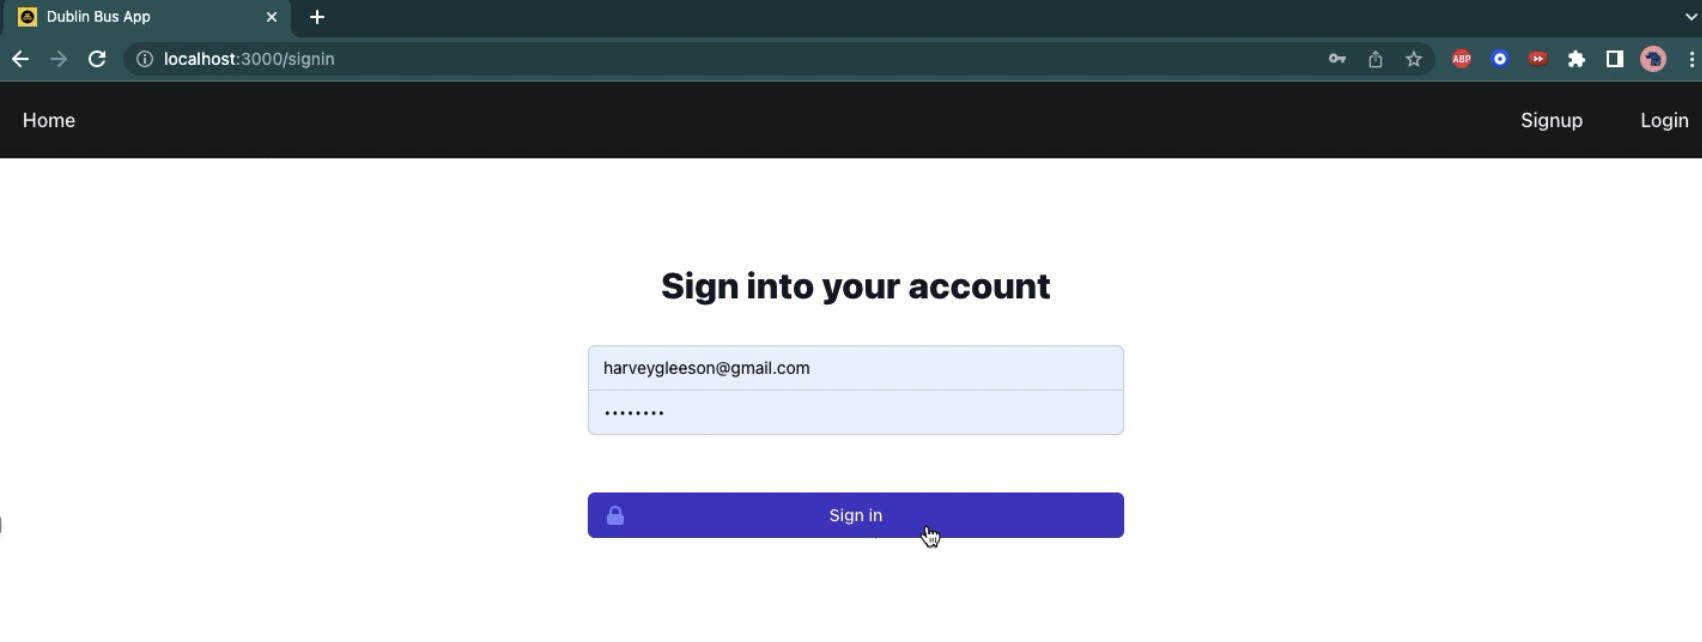 Dublin Bus App
localhost:3000/signin
ABP
Home
Signup
Login
Sign into your account
harveygleeson@gmail.com
••••••••
Sign in